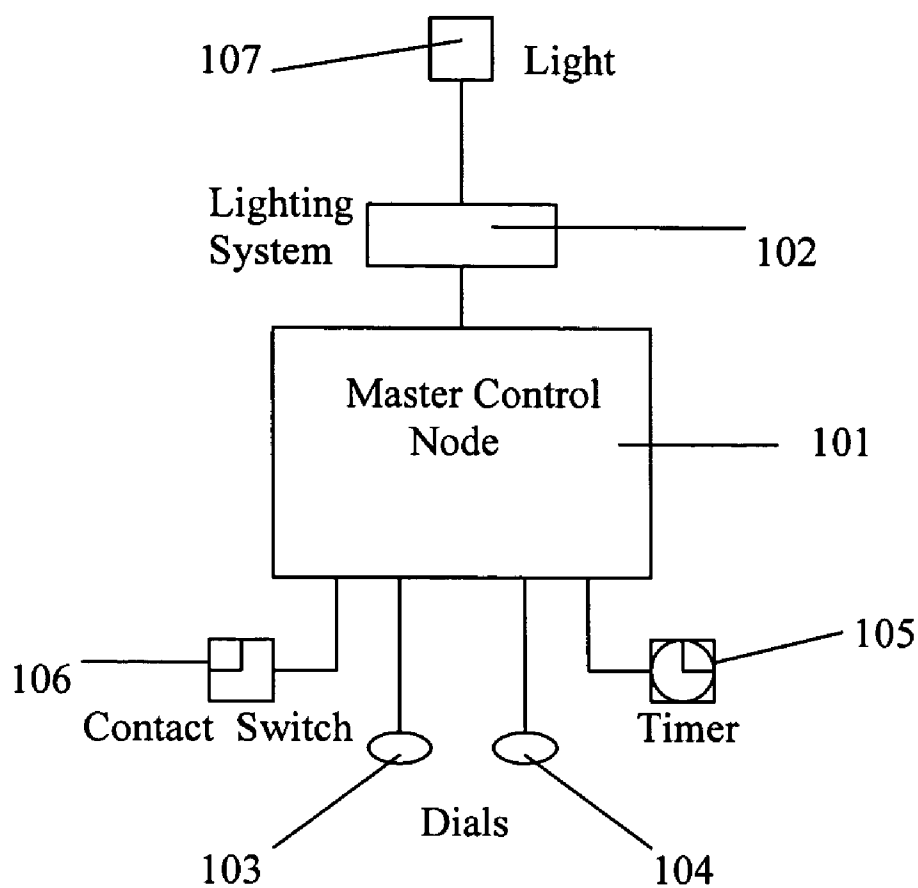 107
Light
Lighting
System
102
Master Control
Node
101
105
106
Contact Switch
Timer
Dials
103
104